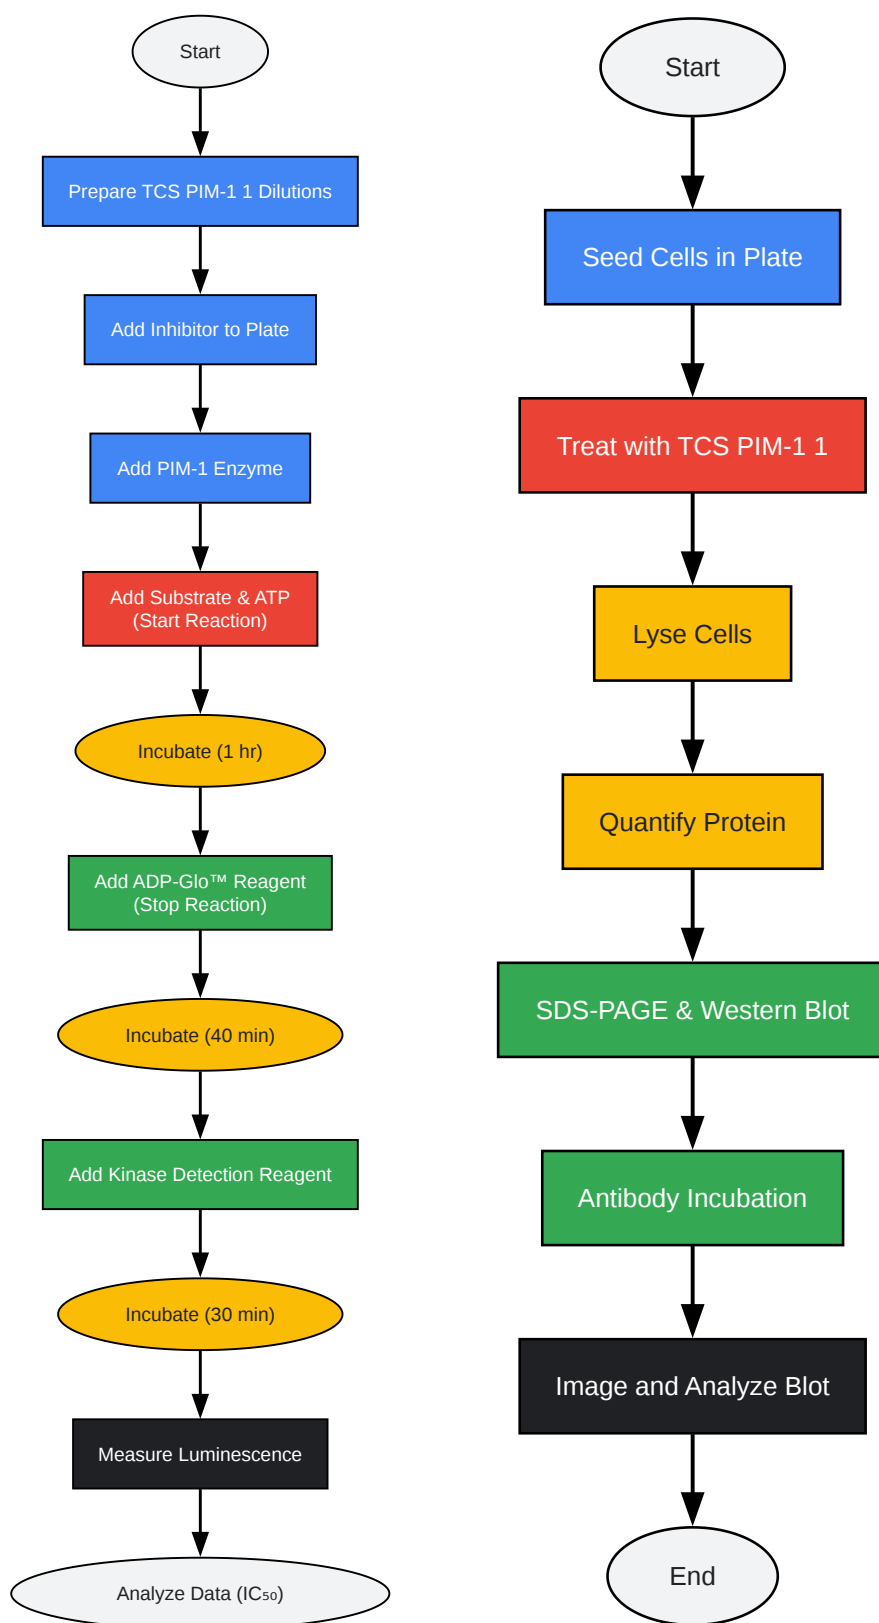 Start
Prepare TCS PIM-1 1 Dilutions
Add Inhibitor to Plate
Add PIM-1 Enzyme
Add Substrate & ATP
(Start Reaction)
Incubate (1 hr)
Add ADP-Glo™ Reagent
(Stop Reaction)
Incubate (40 min)
Add Kinase Detection Reagent
Incubate (30 min)
Measure Luminescence
Analyze Data (IC₅₀)
Start
Seed Cells in Plate
Treat with TCS PIM-1 1
Lyse Cells
Quantify Protein
SDS-PAGE & Western Blot
Antibody Incubation
Image and Analyze Blot
End